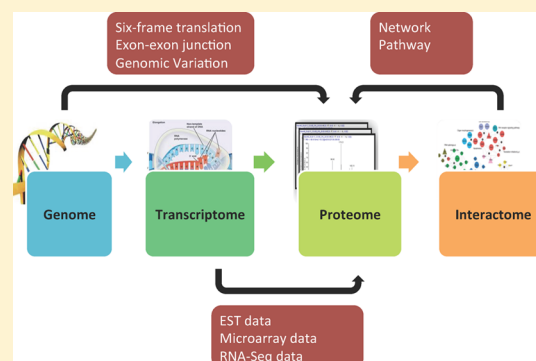 Six-frame translation
Exon-exon junction
Genomic Variation
Network
Pathway
Genome
Transcriptome
Proteome
Interactome
EST data
Microarray data
RNA-Seq data